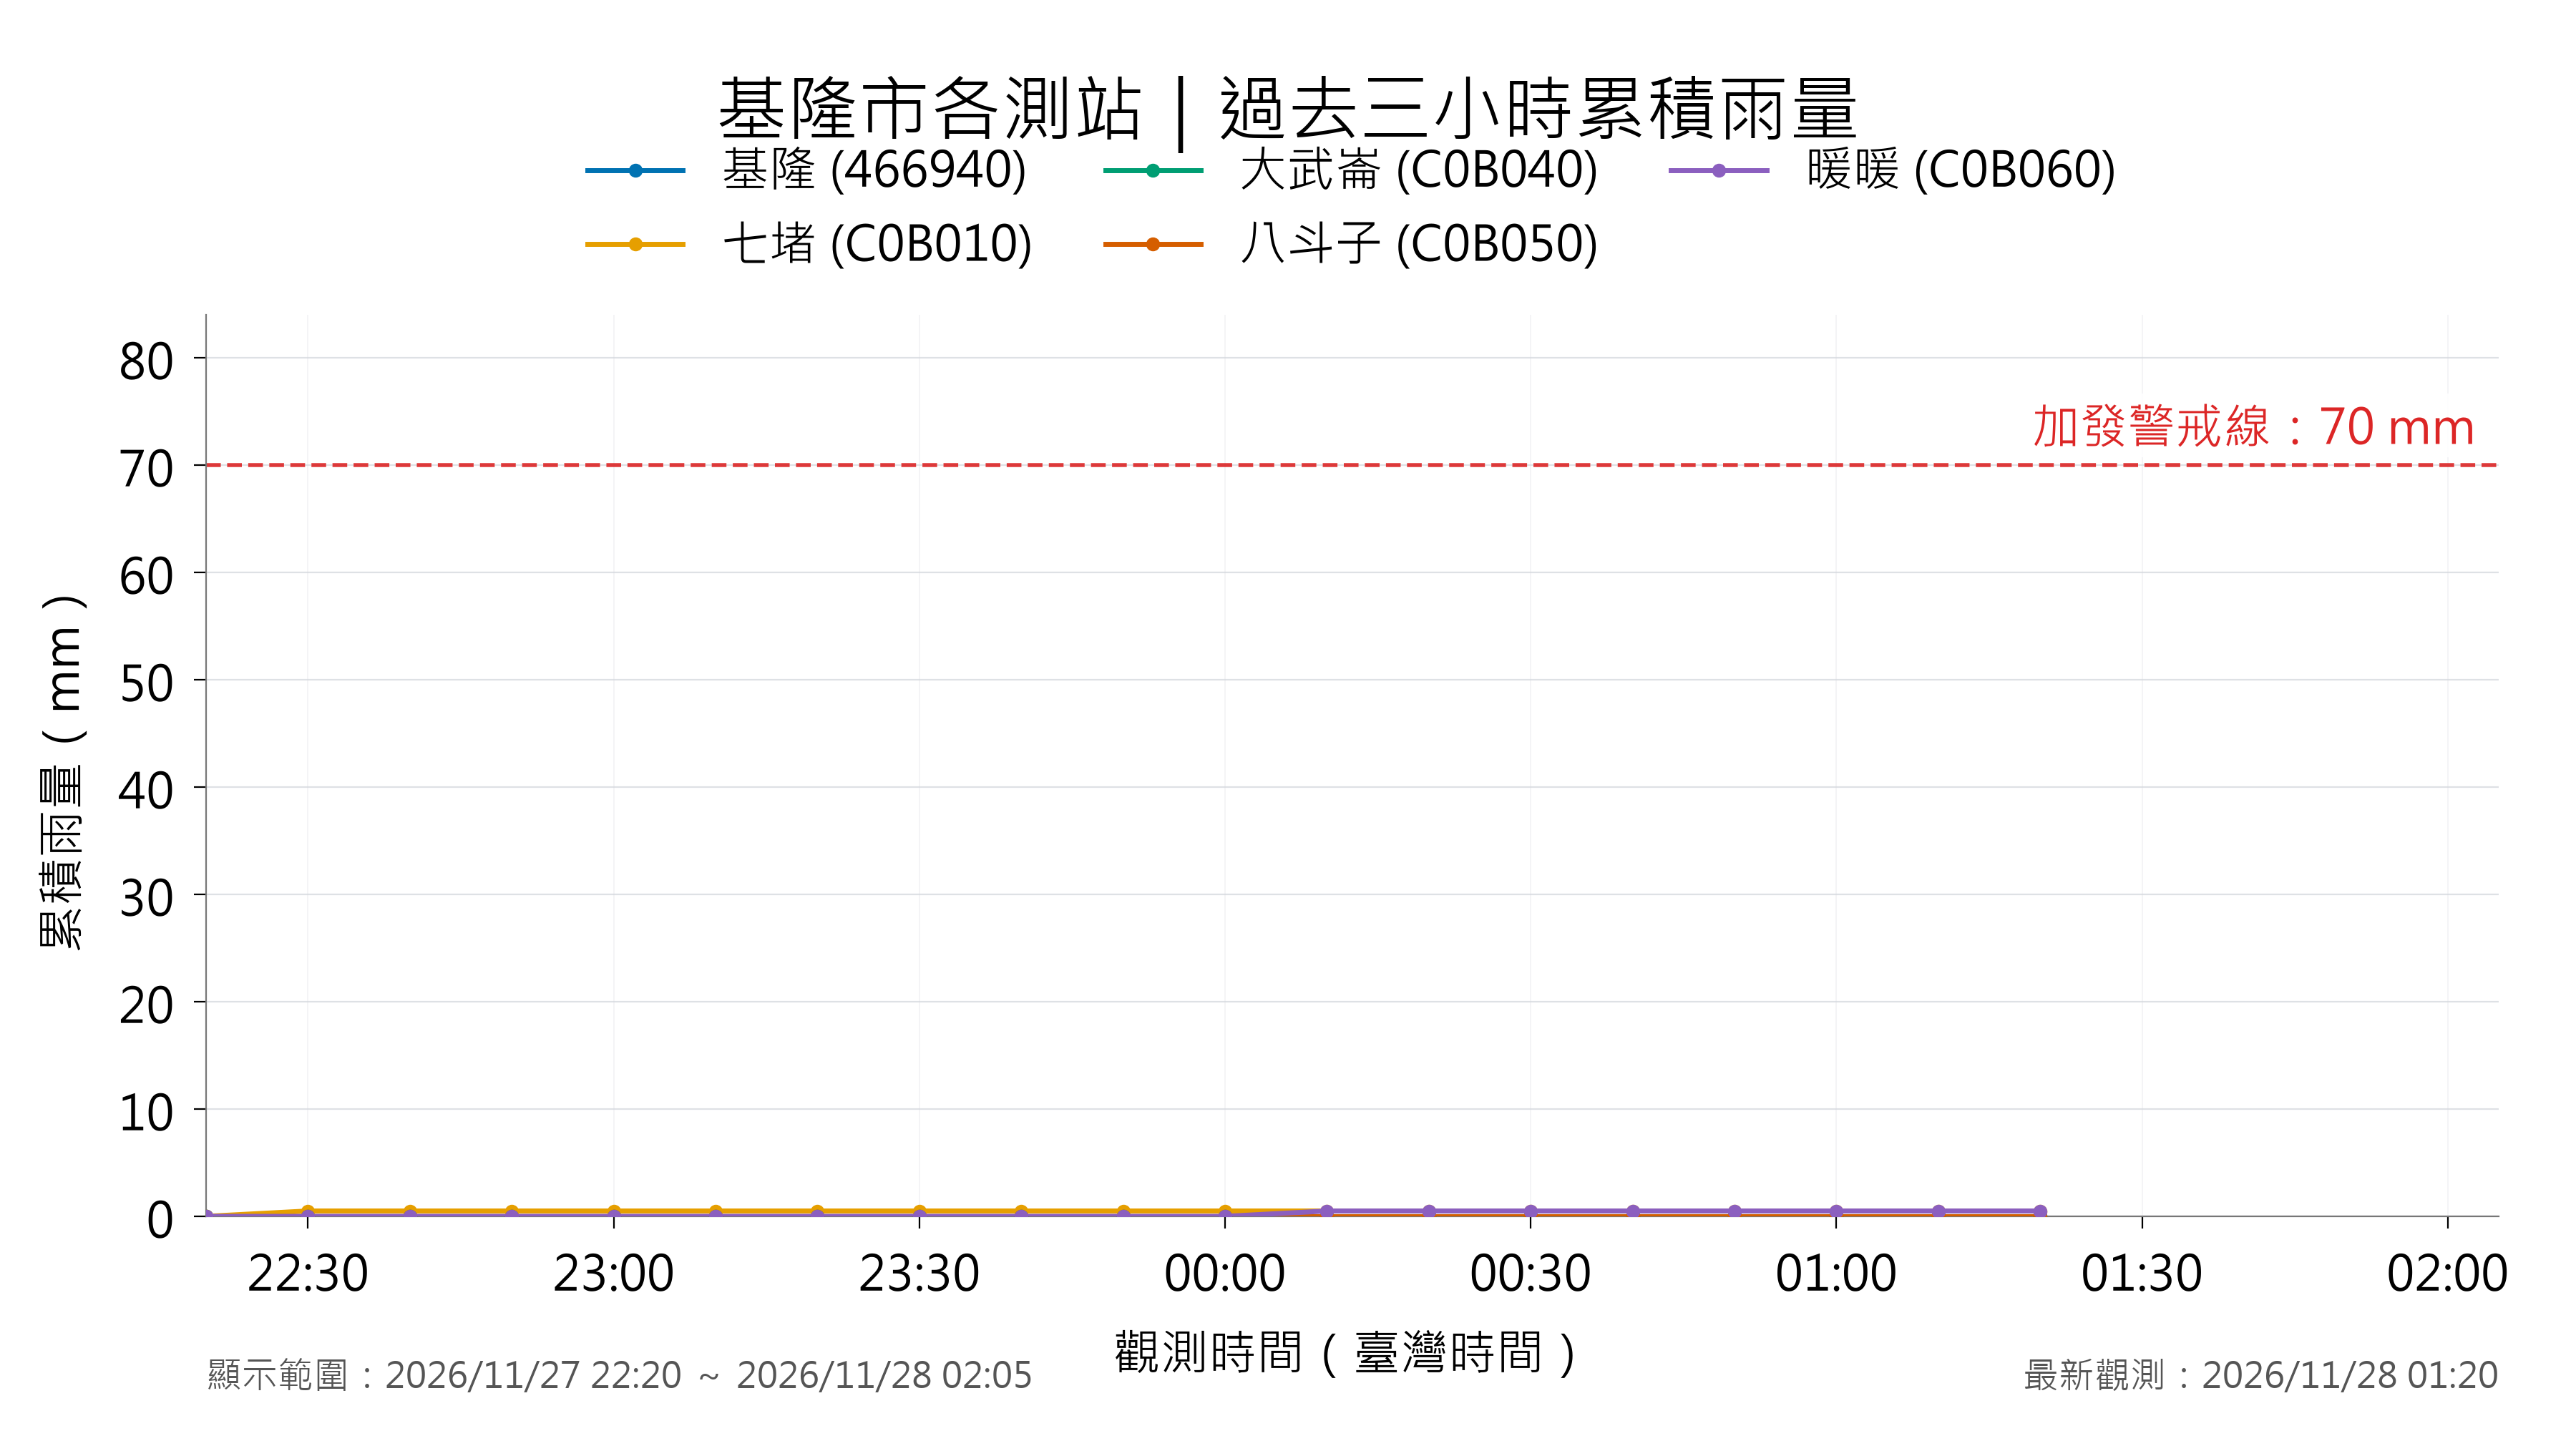 基隆市各測站｜過去三小時累積雨量
基隆 (466940)
大武崙 (C0B040)
暖暖 (C0B060)
七堵 (C0B010)
八斗子 (C0B050)
80
加發警戒線：70 mm
70
60
50
40
30
20
10
0
累積雨量（mm）
22:30 23:00 23:30 00:00 00:30 01:00 01:30 02:00
觀測時間（臺灣時間）
顯示範圍：2026/11/27 22:20 ~ 2026/11/28 02:05
最新觀測：2026/11/28 01:20